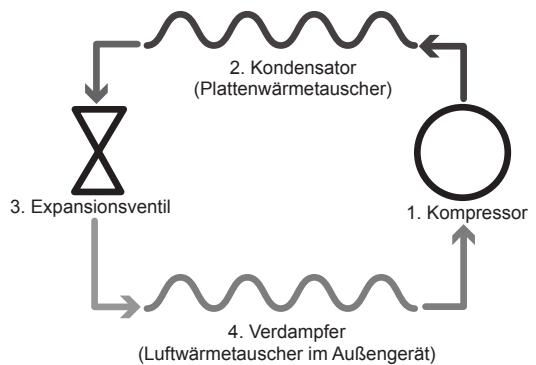 2. Kondensator
(Plattenwärmetauscher)
3. Expansionsventil
1. Kompressor
4. Verdampfer
(Luftwärmetauscher im Außengerät)